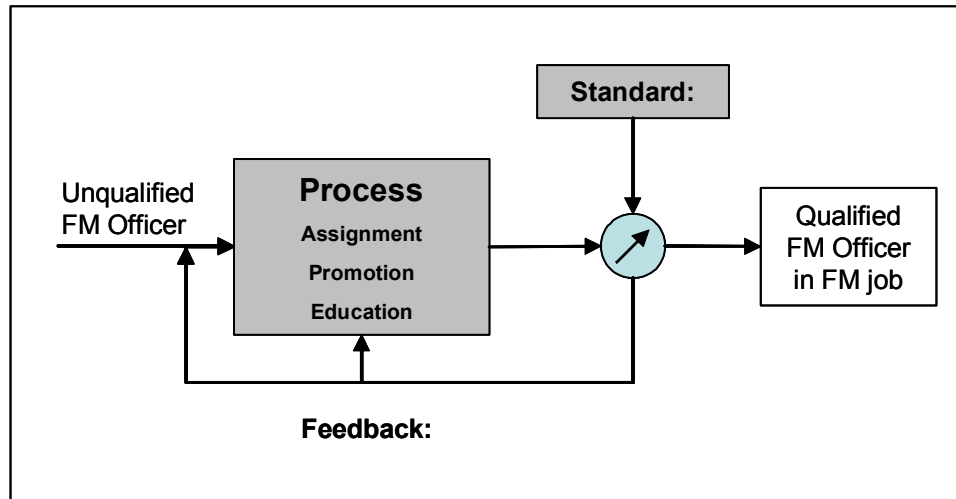 Standard:
Unqualified
FM Officer
Process
Assignment
Promotion
Education
Qualified
FM Officer
in FM job
Feedback: